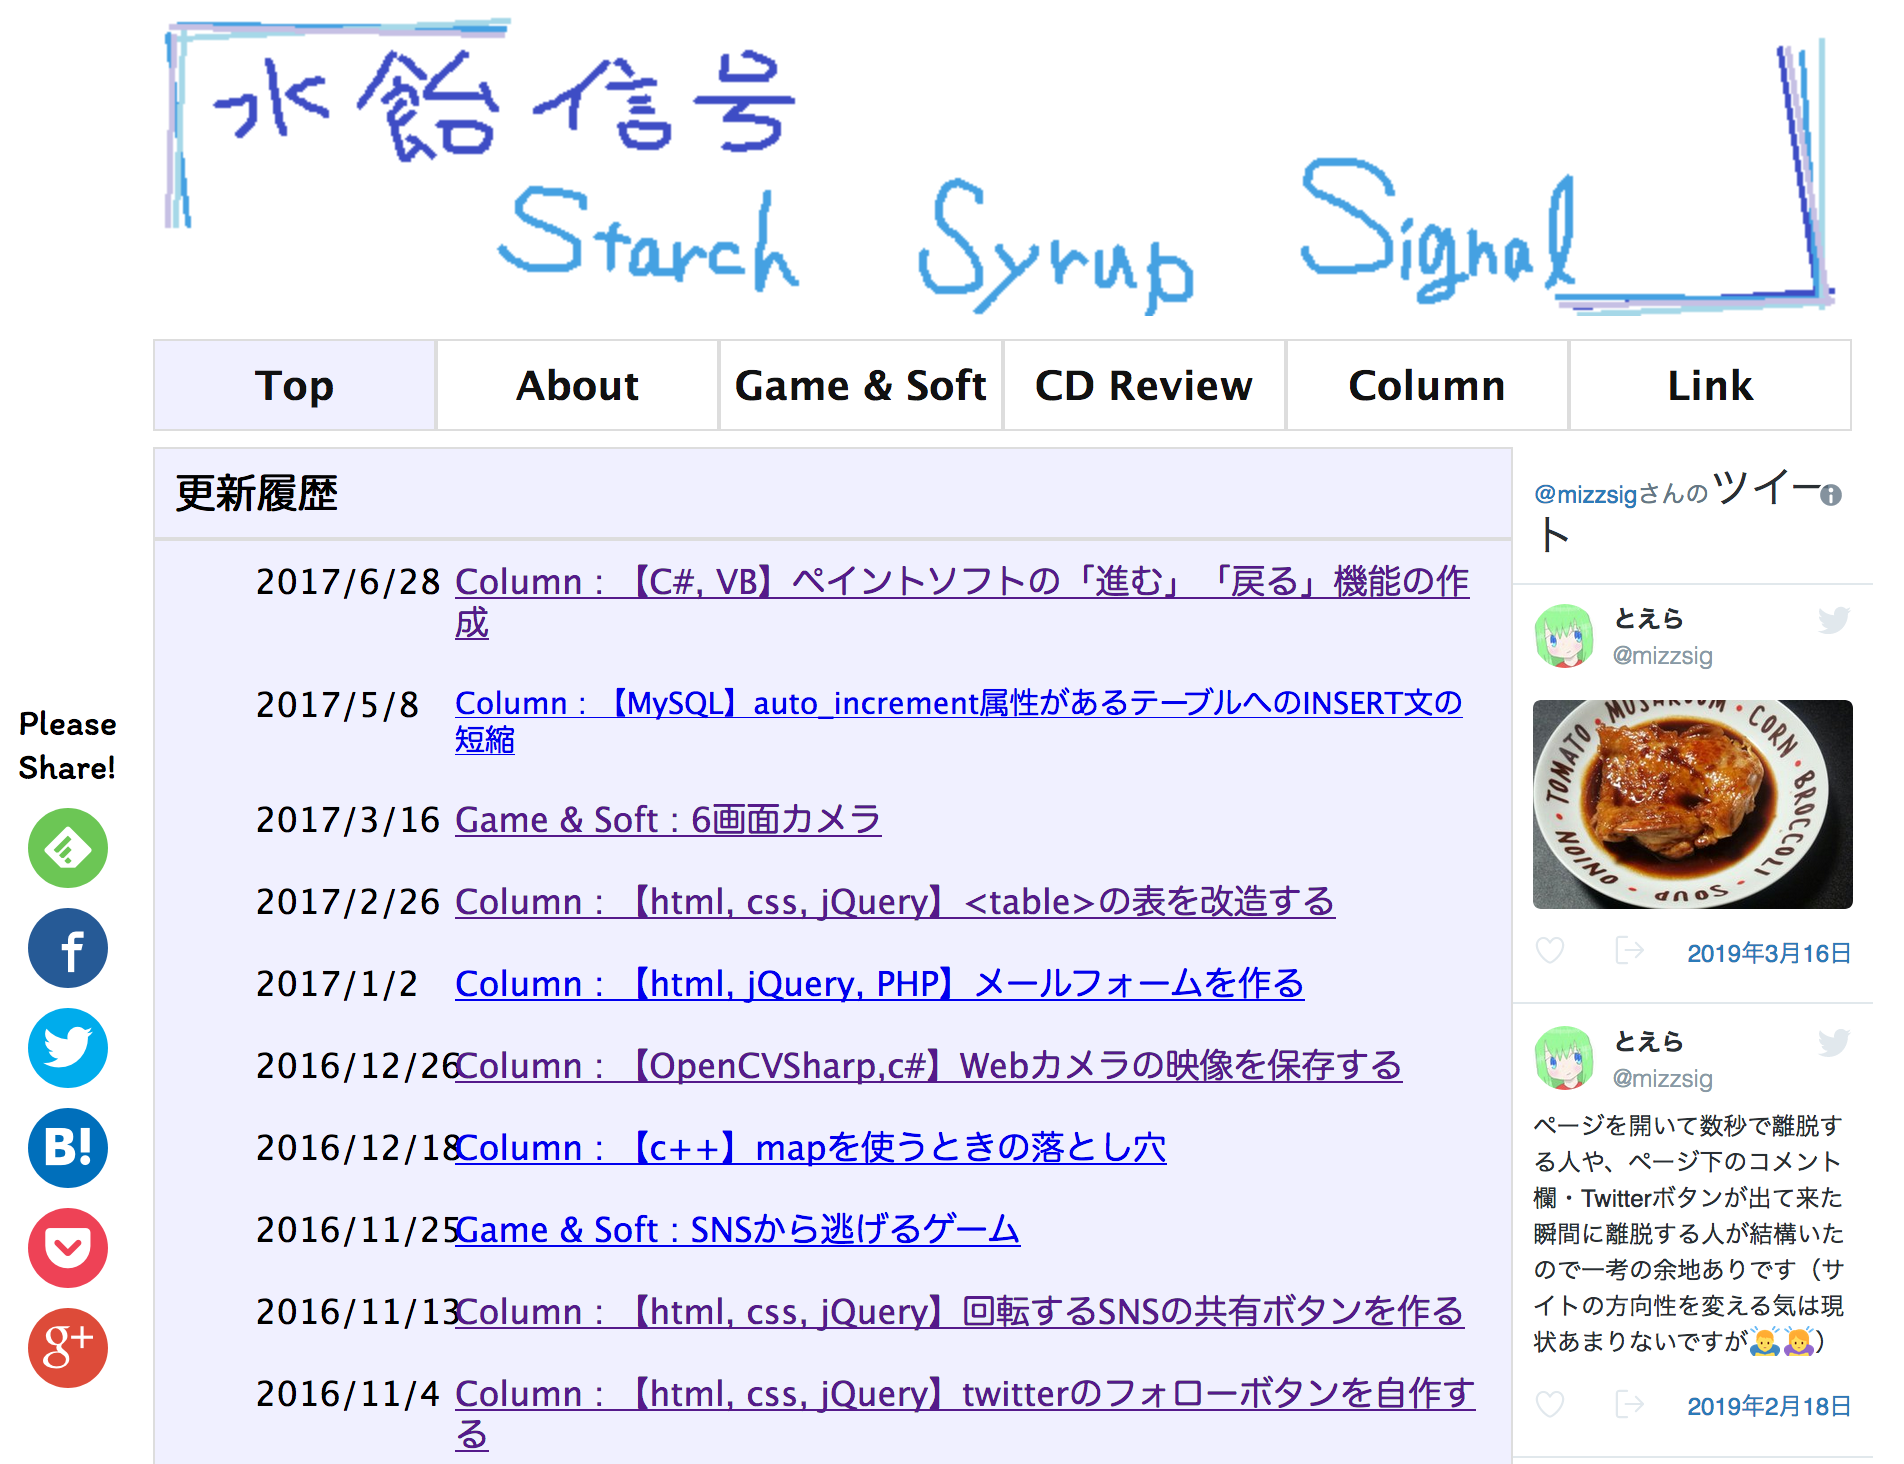 水飴信号
Starch Syrup Signal
Top
About
Game & Soft
CD Review
Column
Link
更新履歴
2017/6/28 Column : 【C#, VB】ペイントソフトの「進む」「戻る」機能の作
成
2017/5/8 Column : 【MySQL】auto_increment属性があるテーブルへのINSERT文の
短縮
2017/3/16 Game & Soft : 6画面カメラ
2017/2/26 Column : 【html, css, jQuery】<table>の表を改造する
2017/1/2 Column : 【html, jQuery, PHP】メールフォームを作る
2016/12/26 Column : 【OpenCVSharp,c#】Webカメラの映像を保存する
2016/12/18 Column : 【c++】mapを使うときの落とし穴
2016/11/25 Game & Soft : SNSから逃げるゲーム
2016/11/13 Column : 【html, css, jQuery】回転するSNSの共有ボタンを作る
2016/11/4 Column : 【html, css, jQuery】twitterのフォローボタンを自作す
る
Please
Share!
f
B!
g+
@mizzsigさんのツイー
ト
とえら
@mizzsig
TOMATO • MUSHROOM • CORN • BROCCOLI • SOUP • ONION
2019年3月16日
とえら
@mizzsig
ページを開いて数秒で離脱す
る人や、ページ下のコメント
欄・Twitterボタンが出て来た
瞬間に離脱する人が結構いた
ので一考の余地ありです（サ
イトの方向性を変える気は現
状あまりないですが🙇‍♂️🙇‍♀️）
2019年2月18日